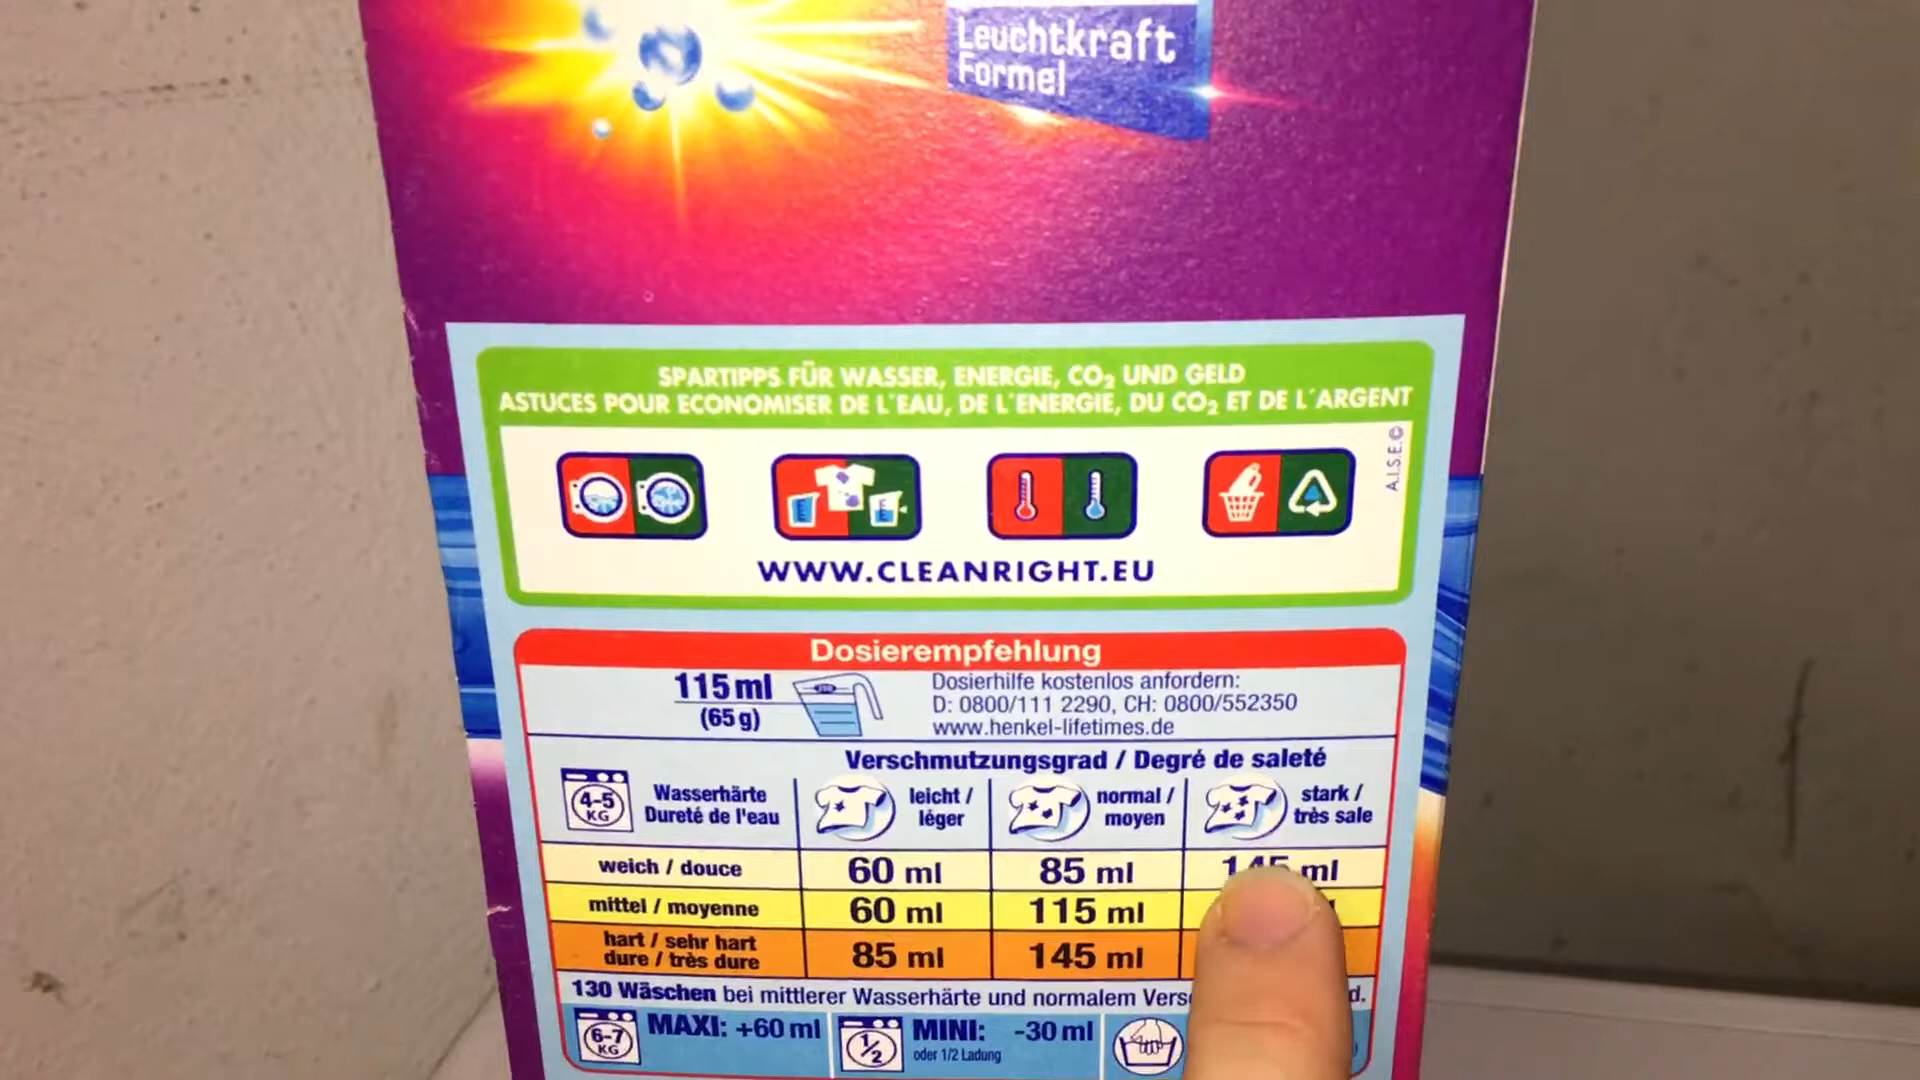 Leuchtkraft
Formel
SPARTIPPS FÜR WASSER, ENERGIE, CO₂ UND GELD
ASTUCES POUR ECONOMISER DE L'EAU, DE L'ENERGIE, DU CO₂ ET DE L'ARGENT
A.I.S.E.©
WWW.CLEANRIGHT.EU
Dosierempfehlung
115 ml
(65 g)
Dosierhilfe kostenlos anfordern:
D: 0800/111 2290, CH: 0800/552350
www.henkel-lifetimes.de
Verschmutzungsgrad / Degré de saleté
4-5
KG
Wasserhärte
Dureté de l'eau
leicht /
léger
normal /
moyen
stark /
très sale
weich / douce 60 ml 85 ml 145 ml
mittel / moyenne 60 ml 115 ml
hart / sehr hart
dure / très dure
85 ml 145 ml
130 Wäschen bei mittlerer Wasserhärte und normalem
6-7
KG
MAXI: +60 ml
1/2
MINI: -30 ml
oder 1/2 Ladung